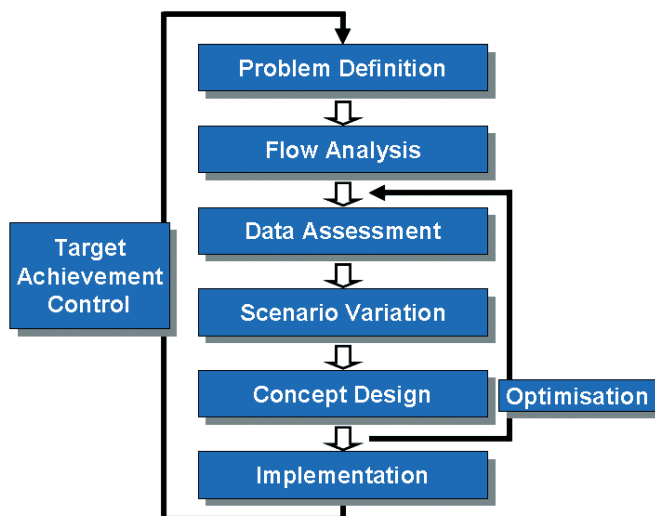 Problem Definition
Flow Analysis
Data Assessment
Target
Achievement
Control
Scenario Variation
Concept Design
Optimisation
Implementation